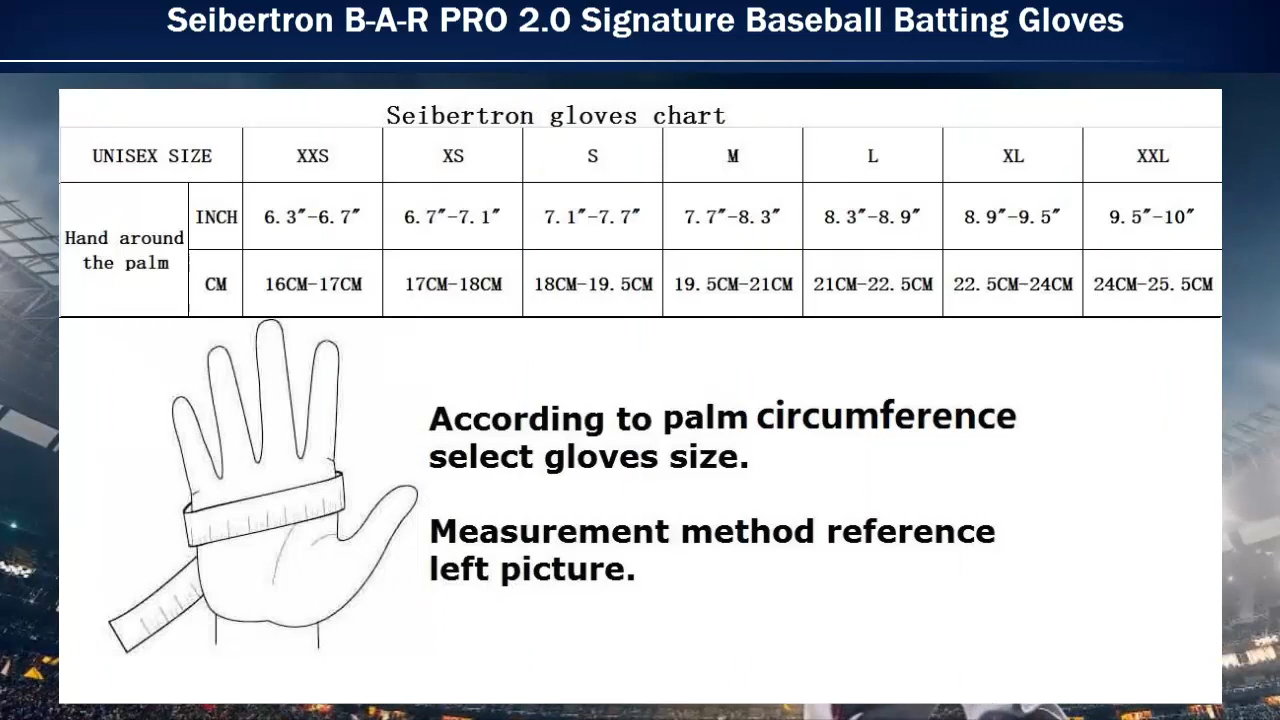 Seibertron B-A-R PRO 2.0 Signature Baseball Batting Gloves
Seibertron gloves chart
UNISEX SIZE XXS XS S M L XL XXL
Hand around the palm
INCH 6.3"-6.7" 6.7"-7.1" 7.1"-7.7" 7.7"-8.3" 8.3"-8.9" 8.9"-9.5" 9.5"-10"
CM 16CM-17CM 17CM-18CM 18CM-19.5CM 19.5CM-21CM 21CM-22.5CM 22.5CM-24CM 24CM-25.5CM
According to palm circumference
select gloves size.
Measurement method reference
left picture.